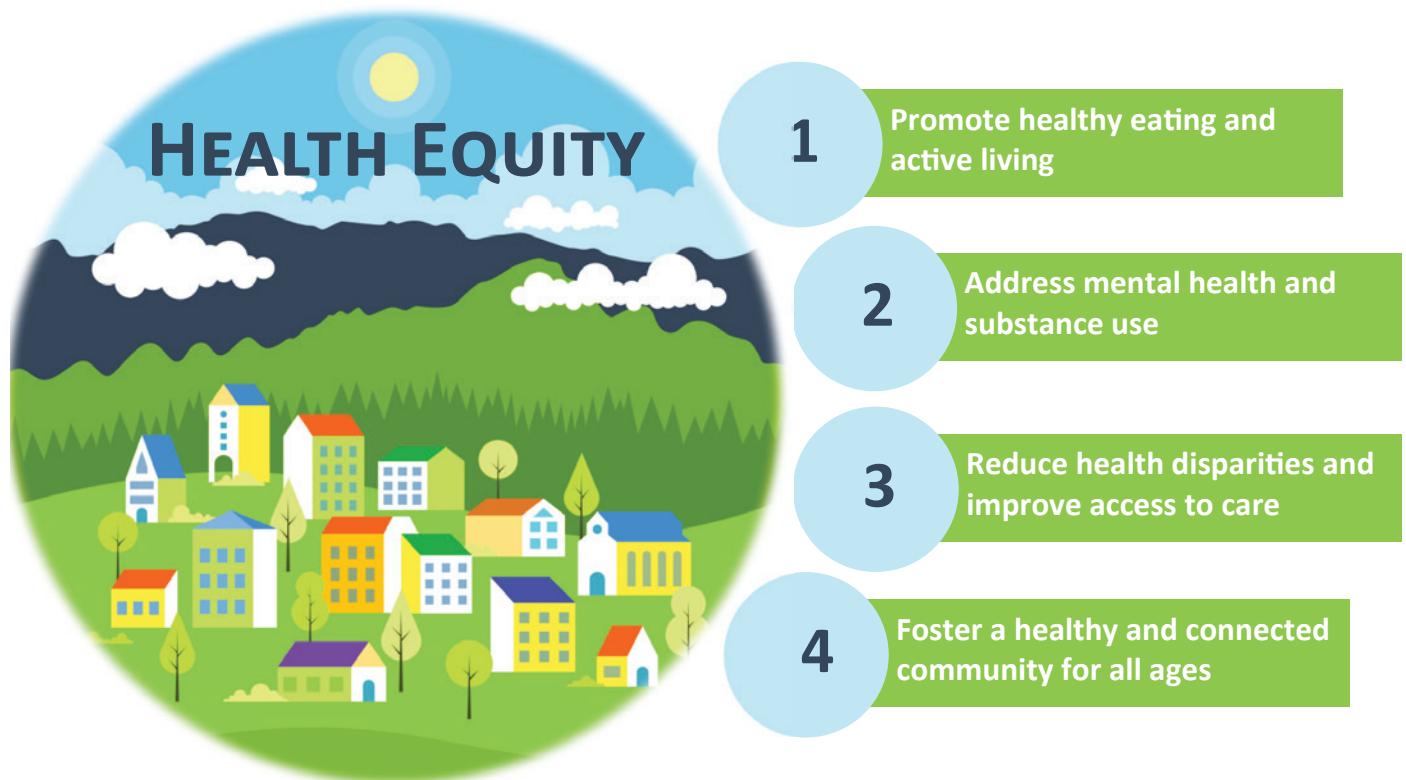 HEALTH EQUITY
1
Promote healthy eating and
active living
2
Address mental health and
substance use
3
Reduce health disparities and
improve access to care
4
Foster a healthy and connected
community for all ages